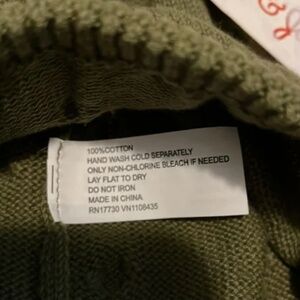 100%COTTON
HAND WASH COLD SEPARATELY
ONLY NON-CHLORINE BLEACH IF NEEDED
LAY FLAT TO DRY
DO NOT IRON
MADE IN CHINA
RN17730 VN1108435